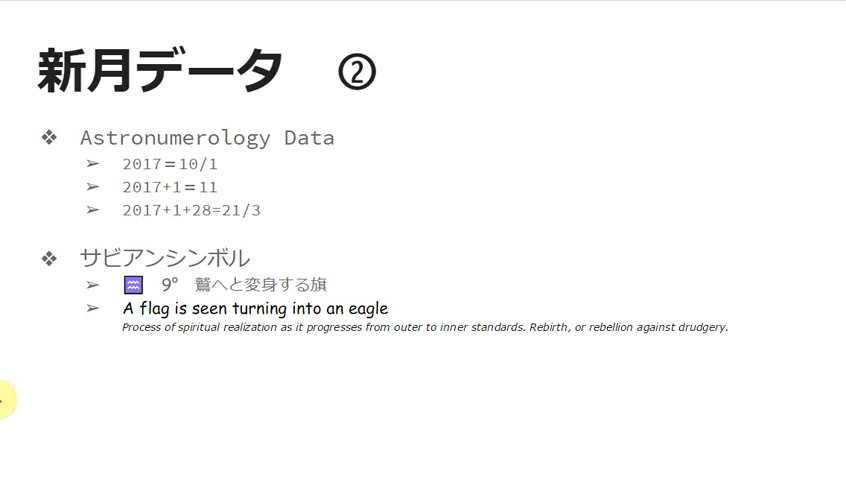 新月データ ②
❖ Astronumerology Data
➢ 2017=10/1
➢ 2017+1=11
➢ 2017+1+28=21/3
❖ サビアンシンボル
➢ ♒ 9° 鷲へと変身する旗
➢ A flag is seen turning into an eagle
Process of spiritual realization as it progresses from outer to inner standards. Rebirth, or rebellion against drudgery.